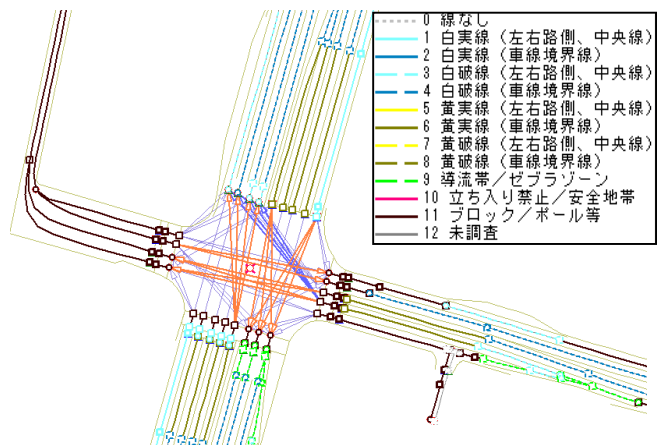 0 線なし
1 白実線（左右路側、中央線）
2 白実線（車線境界線）
3 白破線（左右路側、中央線）
4 白破線（車線境界線）
5 黄実線（左右路側、中央線）
6 黄実線（車線境界線）
7 黄破線（左右路側、中央線）
8 黄破線（車線境界線）
9 導流帯／ゼブラゾーン
10 立ち入り禁止／安全地帯
11 ブロック／ポール等
12 未調査